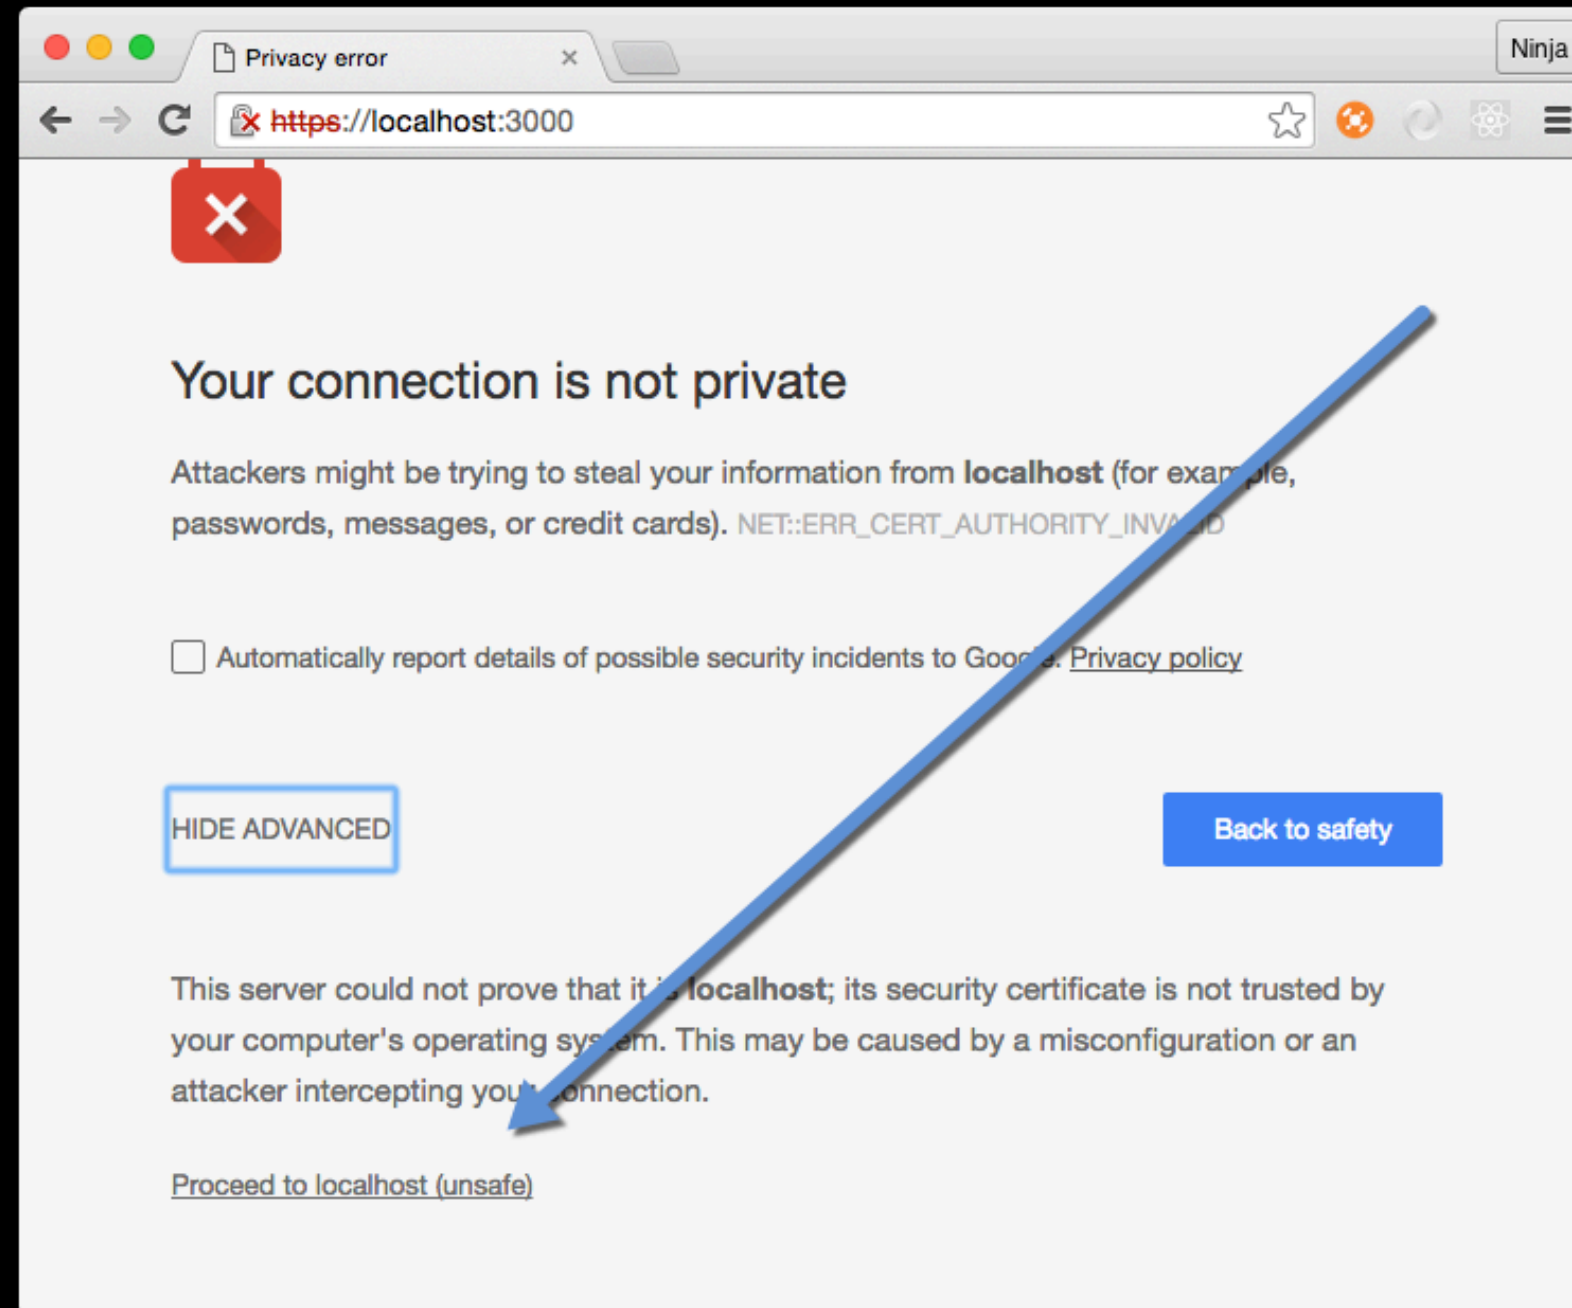 Privacy error
Ninja
https://localhost:3000
Your connection is not private
Attackers might be trying to steal your information from localhost (for example,
passwords, messages, or credit cards). NET::ERR_CERT_AUTHORITY_INVALID
Automatically report details of possible security incidents to Google. Privacy policy
HIDE ADVANCED
Back to safety
This server could not prove that it is localhost; its security certificate is not trusted by
your computer's operating system. This may be caused by a misconfiguration or an
attacker intercepting your connection.
Proceed to localhost (unsafe)